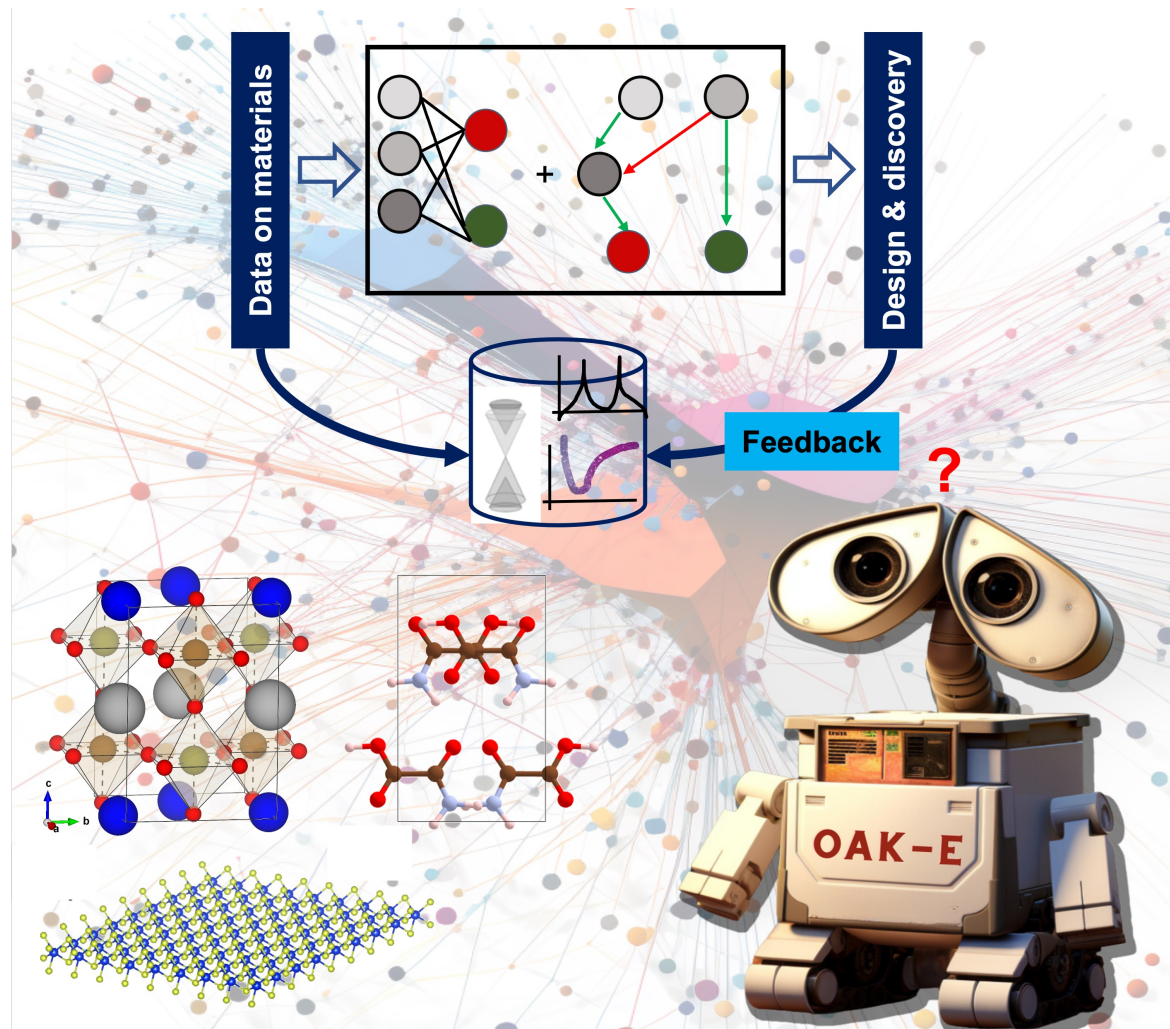 Data on materials
+
Design & discovery
Feedback
?
c
a
b
OAK-E